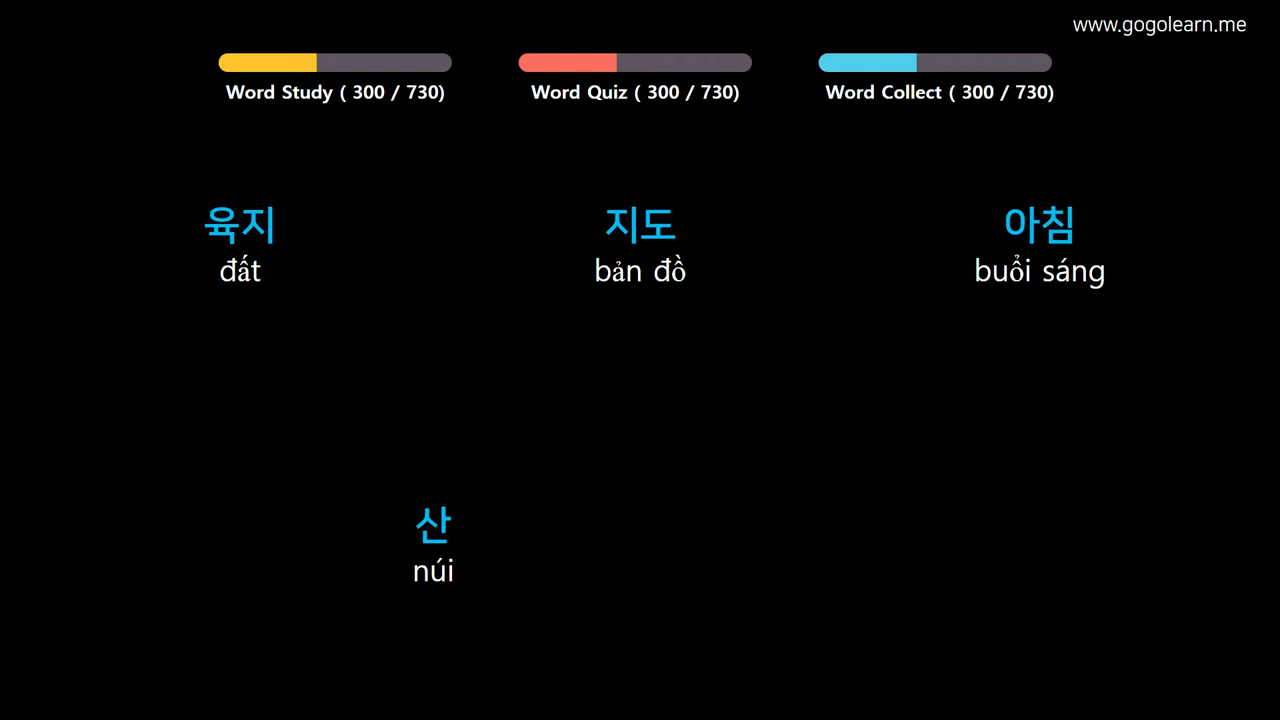 www.gogolearn.me
Word Study ( 300 / 730) Word Quiz ( 300 / 730) Word Collect ( 300 / 730)
육지 지도 아침
đất bản đồ buổi sáng
산
núi